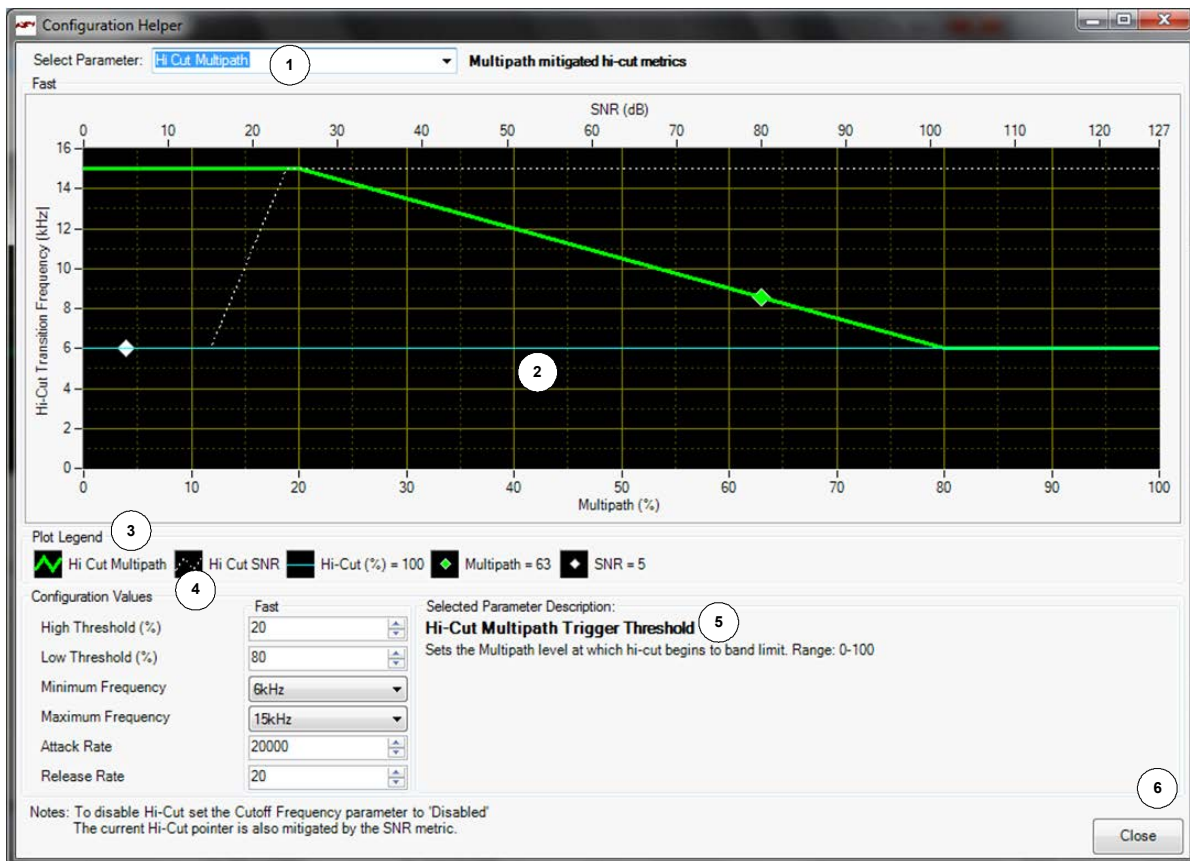 Configuration Helper
Select Parameter: Hi Cut Multipath 1 Multipath mitigated hi-cut metrics
Fast
SNR (dB)
0 10 20 30 40 50 60 70 80 90 100 110 120 127
16
14
12
10
8
6
4
2
0
Hi-Cut Transition Frequency [kHz]
2
0 10 20 30 40 50 60 70 80 90 100
Multipath (%)
Plot Legend 3
Hi Cut Multipath Hi Cut SNR Hi-Cut (%) = 100 Multipath = 63 SNR = 5
4
Configuration Values
Fast
High Threshold (%) 20
Low Threshold (%) 80
Minimum Frequency 6kHz
Maximum Frequency 15kHz
Attack Rate 20000
Release Rate 20
Selected Parameter Description:
Hi-Cut Multipath Trigger Threshold 5
Sets the Multipath level at which hi-cut begins to band limit. Range: 0-100
Notes: To disable Hi-Cut set the Cutoff Frequency parameter to 'Disabled'
The current Hi-Cut pointer is also mitigated by the SNR metric.
6
Close